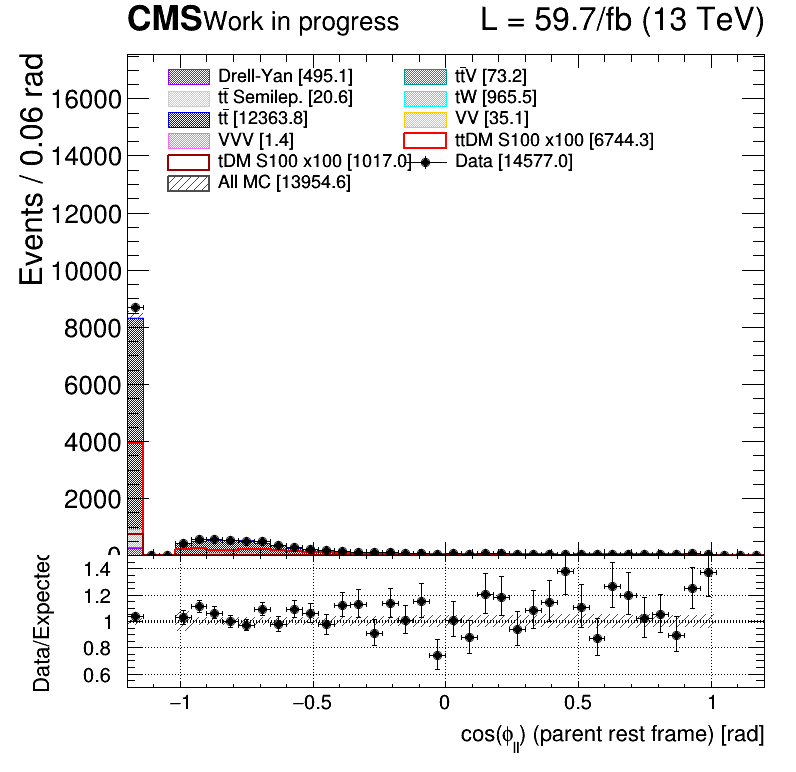 CMS Work in progress L = 59.7/fb (13 TeV)
Events / 0.06 rad
Drell-Yan [495.1] tt̄V [73.2]
tt̄ Semilep. [20.6] tW [965.5]
tt̄ [12363.8] VV [35.1]
VVV [1.4] ttDM S100 x100 [6744.3]
tDM S100 x100 [1017.0] Data [14577.0]
All MC [13954.6]
16000
14000
12000
10000
8000
6000
4000
2000
0
Data/Expected
1.4
1.2
1
0.8
0.6
−1 −0.5 0 0.5 1
cos(ϕ_ll) (parent rest frame) [rad]